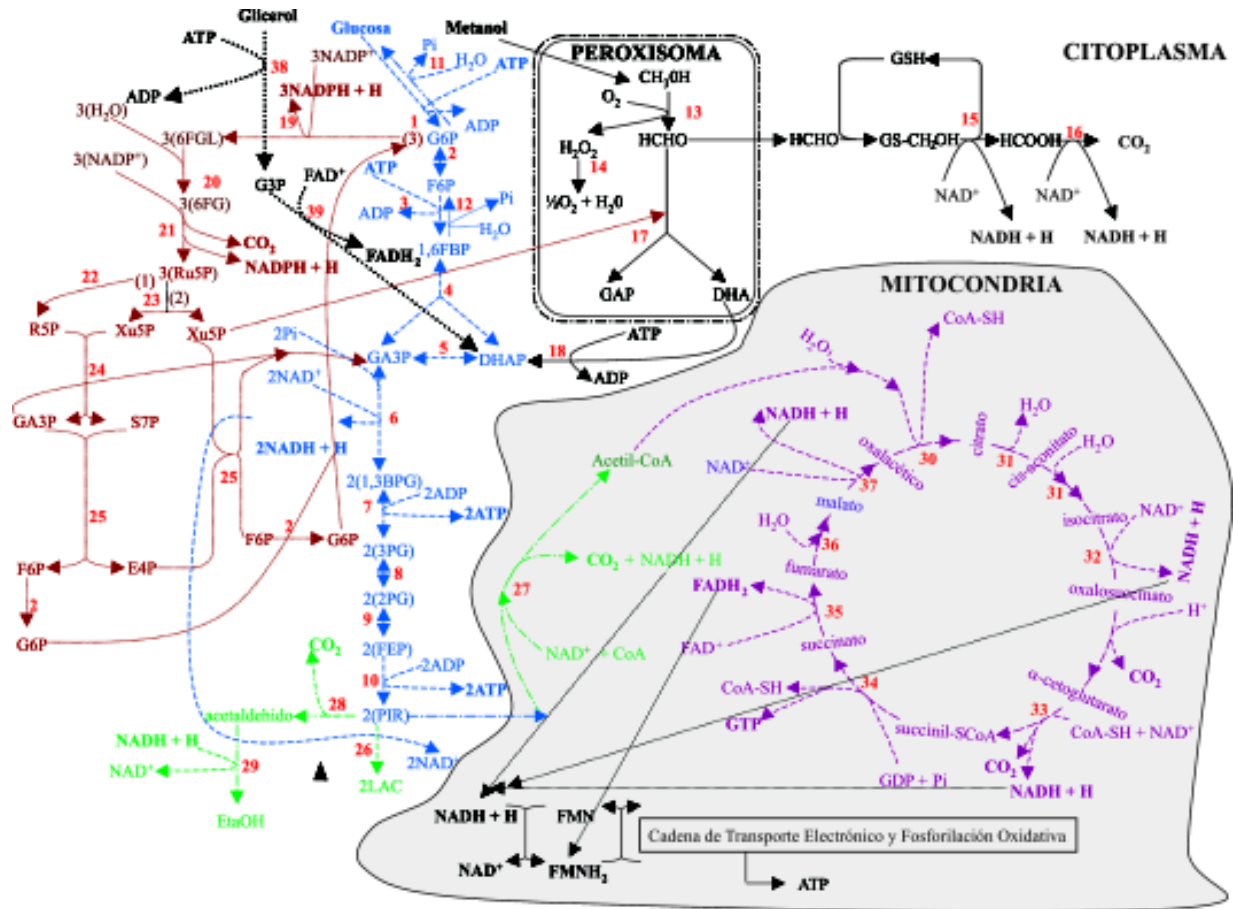 Glicerol
ATP
38
ADP
3NADP⁺
3NADPH + H
19
3(H₂O)
3(6FGL)
(3)
3(NADP⁺)
20
3(6FG)
21
CO₂
NADPH + H
3(Ru5P)
22
(1)
23
(2)
R5P
Xu5P
Xu5P
24
GA3P
S7P
25
25
F6P
E4P
F6P
2
G6P
2
G6P
G3P
FAD⁺
39
FADH₂
Glucosa
Pi
11
H₂O
ATP
1
ADP
G6P
2
ATP
F6P
3
ADP
12
Pi
H₂O
1,6FBP
4
2Pi
GA3P
5
DHAP
2NAD⁺
6
2NADH + H
2(1,3BPG)
7
2ADP
2ATP
2(3PG)
8
2(2PG)
9
2(FEP)
10
2ADP
2ATP
2(PIR)
28
CO₂
acetaldehido
26
2LAC
2NAD⁺
NADH + H
NAD⁺
29
EtaOH
Metanol
PEROXISOMA
CH₃0H
O₂
13
H₂O₂
HCHO
14
½O₂ + H₂0
17
GAP
DHA
ATP
18
ADP
CITOPLASMA
GSH
HCHO
GS-CH₂OH
15
HCOOH
16
CO₂
NAD⁺
NAD⁺
NADH + H
NADH + H
MITOCONDRIA
CoA-SH
H₂O
NADH + H
Acetil-CoA
NAD⁺
37
oxalacético
30
citrato
31
H₂O
cis-aconitato
H₂O
31
isocitrato
NAD⁺
32
NADH + H
oxalosuccinato
H⁺
CO₂
α-cetoglutarato
33
CoA-SH + NAD⁺
CO₂
NADH + H
succinil-SCoA
34
GDP + Pi
CoA-SH
GTP
succinato
35
FADH₂
FAD⁺
fumarato
36
H₂O
malato
27
CO₂ + NADH + H
NAD⁺ + CoA
NADH + H
FMN
NAD⁺
FMNH₂
Cadena de Transporte Electrónico y Fosforilación Oxidativa
ATP